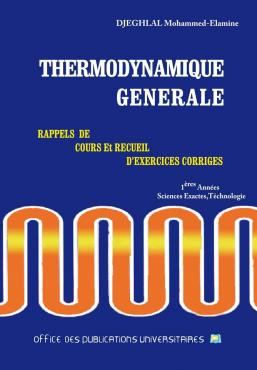 DJEGHLAL Mohammed-Elamine
THERMODYNAMIQUE
GENERALE
RAPPELS DE
COURS Et RECUEIL
D'EXERCICES CORRIGES
1ères Années
Sciences Exactes,Téchnologie
OFFICE DES PUBLICATIONS UNIVERSITAIRES